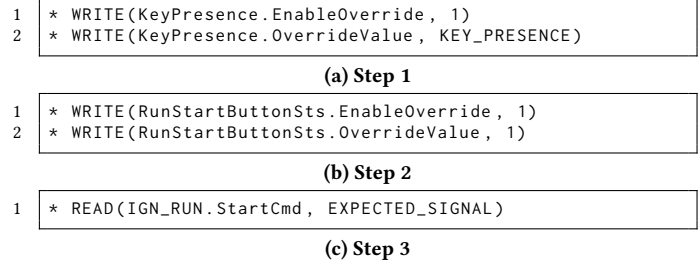 1 * WRITE(KeyPresence.EnableOverride, 1)
2 * WRITE(KeyPresence.OverrideValue, KEY_PRESENCE)
(a) Step 1
1 * WRITE(RunStartButtonSts.EnableOverride, 1)
2 * WRITE(RunStartButtonSts.OverrideValue, 1)
(b) Step 2
1 * READ(IGN_RUN.StartCmd, EXPECTED_SIGNAL)
(c) Step 3